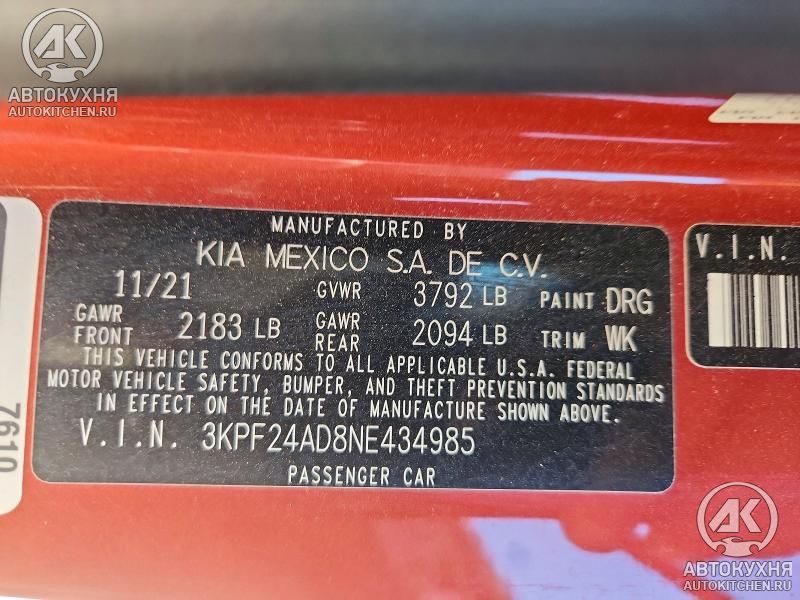 AK
АВТОКУХНЯ
AUTOKITCHEN.RU
MANUFACTURED BY
KIA MEXICO S.A. DE C.V.
11/21 GVWR 3792 LB PAINT DRG
GAWR FRONT 2183 LB GAWR REAR 2094 LB TRIM WK
THIS VEHICLE CONFORMS TO ALL APPLICABLE U.S.A. FEDERAL
MOTOR VEHICLE SAFETY, BUMPER, AND THEFT PREVENTION STANDARDS
IN EFFECT ON THE DATE OF MANUFACTURE SHOWN ABOVE.
V.I.N. 3KPF24AD8NE434985
PASSENGER CAR
V.I.N.
7610
AK
АВТОКУХНЯ
AUTOKITCHEN.RU